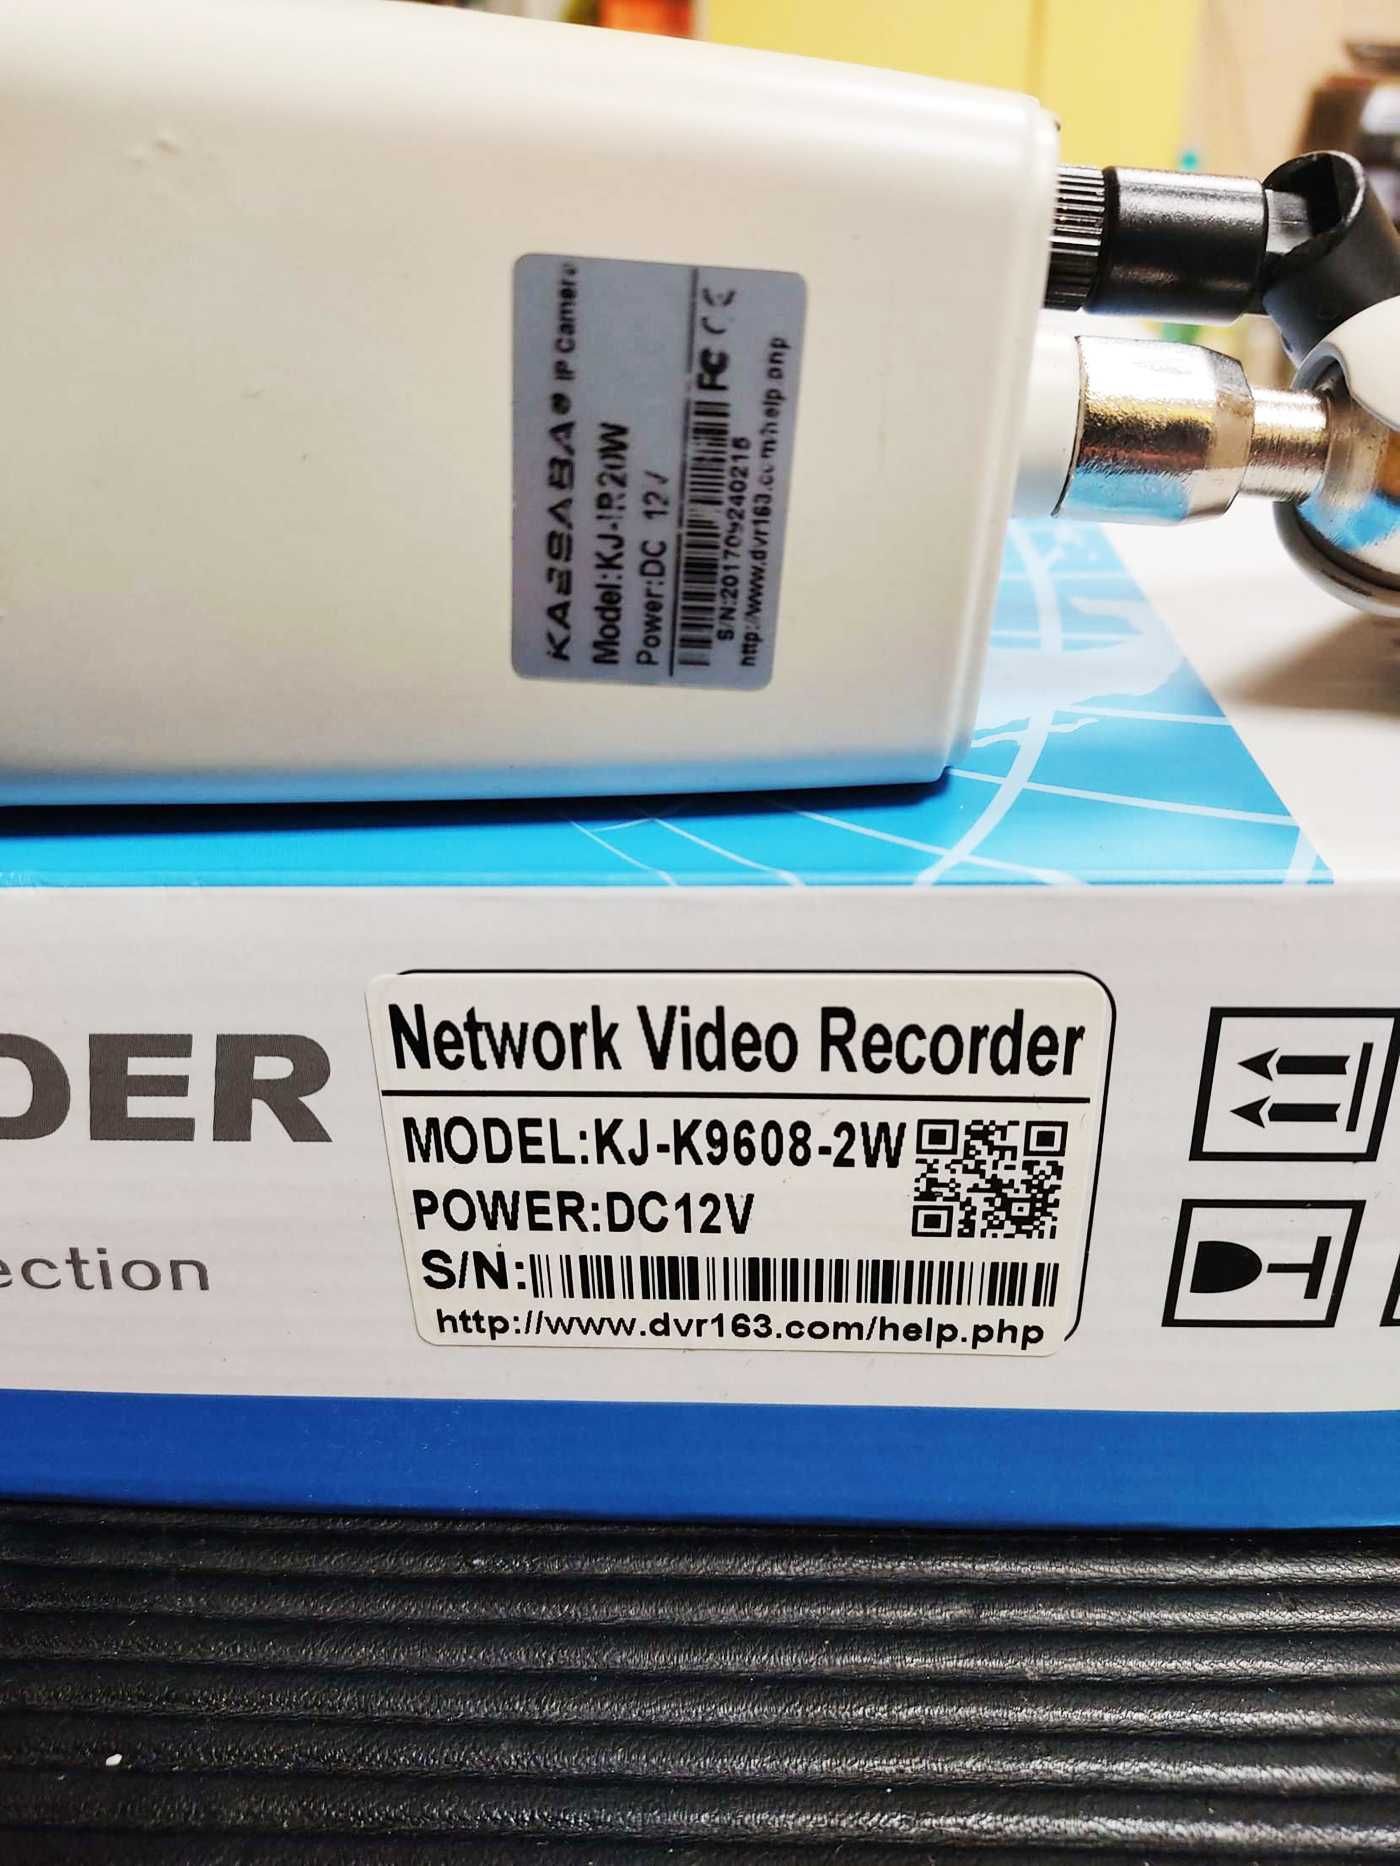 KAESABA® IP Camera
Model:KJ-IR20W
Power:DC 12V
FC CE
S/N:201709240215
http://www.dvr163.com/help.php
DER
ection
Network Video Recorder
MODEL:KJ-K9608-2W
POWER:DC12V
S/N:
http://www.dvr163.com/help.php